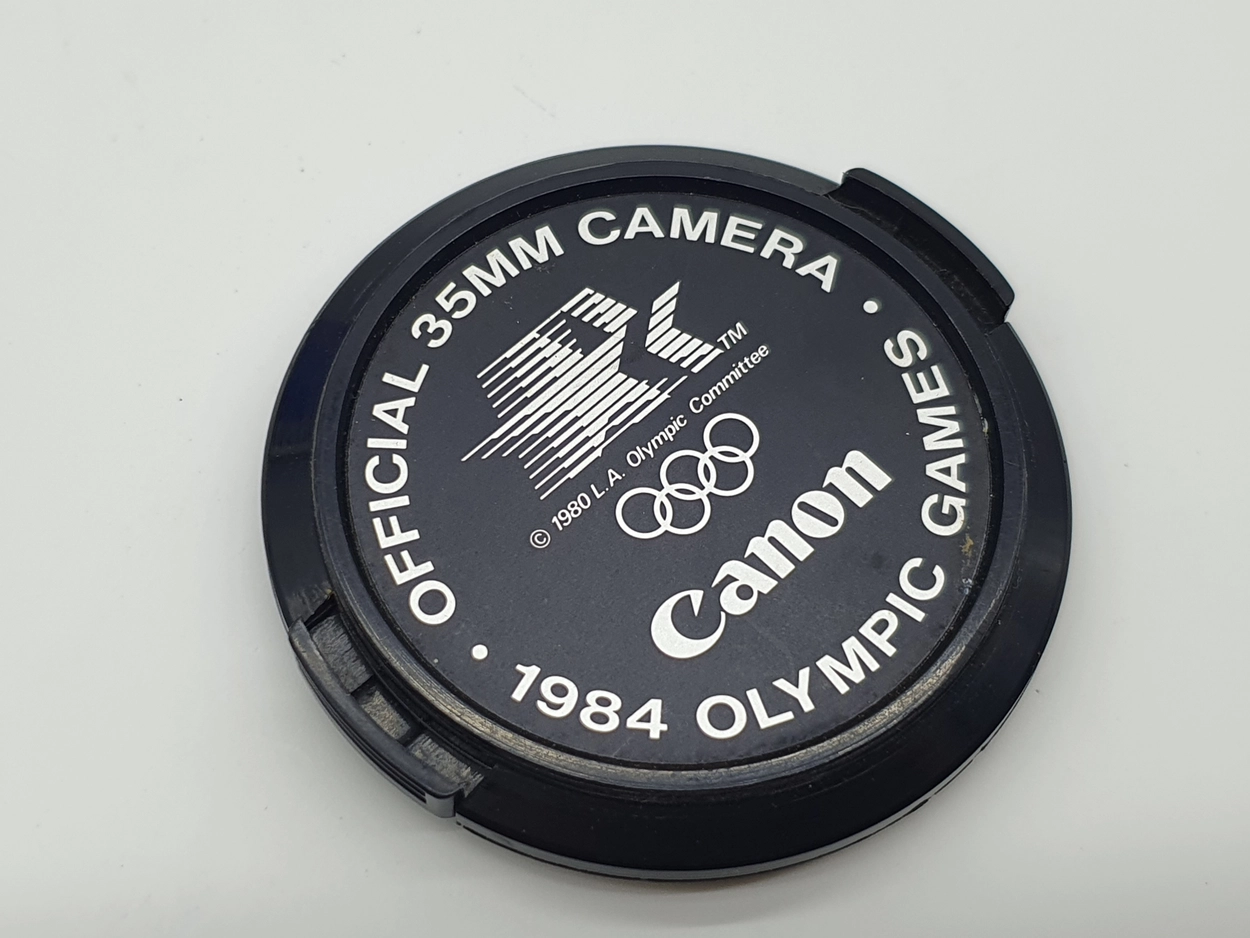 OFFICIAL 35MM CAMERA •
TM
© 1980 L.A. Olympic Committee
Canon
• 1984 OLYMPIC GAMES